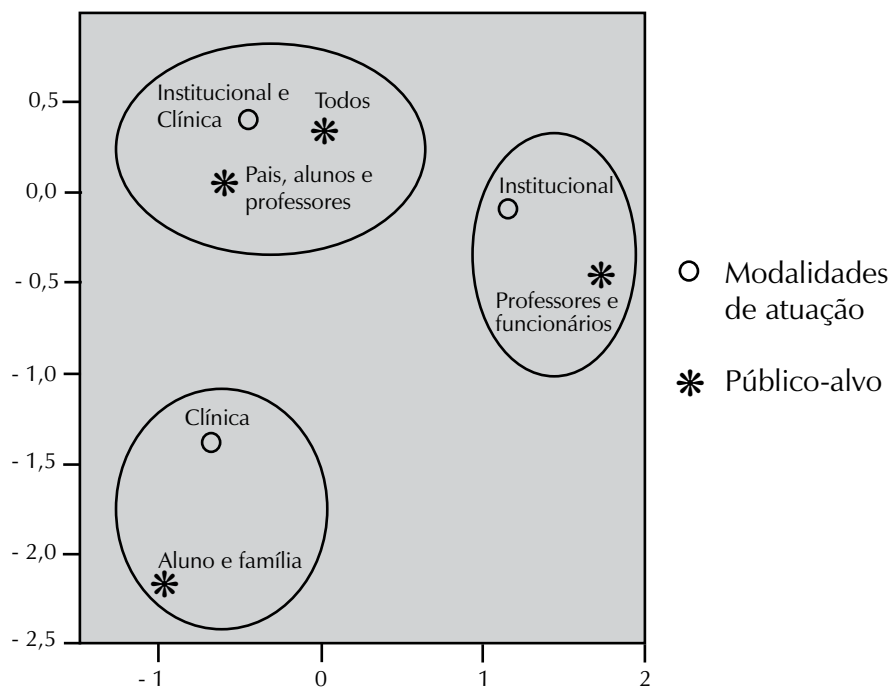 0,5
0,0
- 0,5
- 1,0
- 1,5
- 2,0
- 2,5
Institucional e
Clínica
Todos
Pais, alunos e
professores
Institucional
Professores e
funcionários
Clínica
Aluno e família
- 1
0
1
2
Modalidades
de atuação
Público-alvo